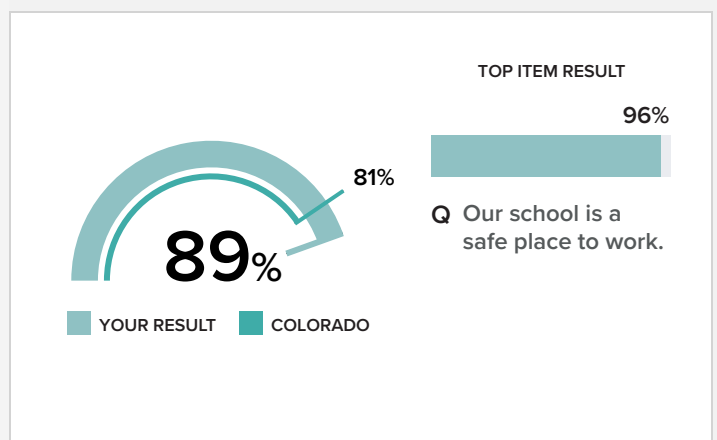 81%
89%
YOUR RESULT
COLORADO
TOP ITEM RESULT
96%
Q Our school is a
safe place to work.